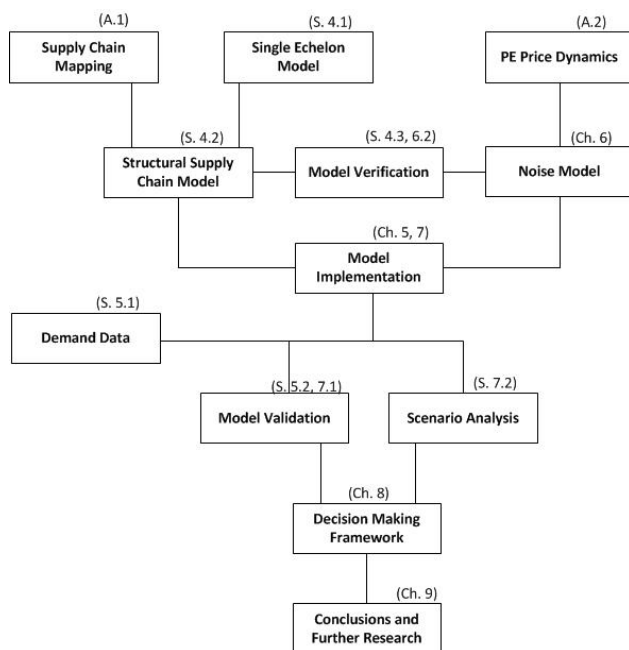 (A.1)
Supply Chain
Mapping
(S. 4.1)
Single Echelon
Model
(A.2)
PE Price Dynamics
(S. 4.2)
Structural Supply
Chain Model
(S. 4.3, 6.2)
Model Verification
(Ch. 6)
Noise Model
(Ch. 5, 7)
Model
Implementation
(S. 5.1)
Demand Data
(S. 5.2, 7.1)
Model Validation
(S. 7.2)
Scenario Analysis
(Ch. 8)
Decision Making
Framework
(Ch. 9)
Conclusions and
Further Research